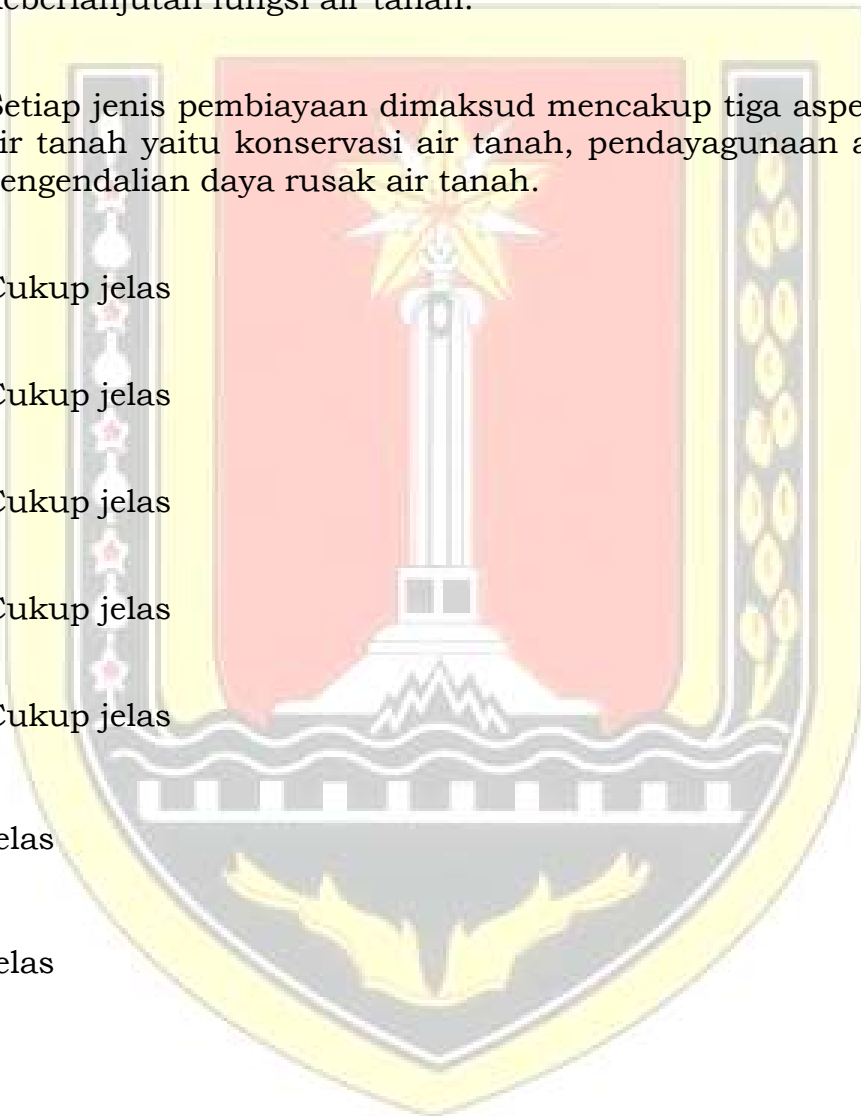 keberlanjutan fungsi air tanah.
Setiap jenis pembiayaan dimaksud mencakup tiga aspe
air tanah yaitu konservasi air tanah, pendayagunaan a
pengendalian daya rusak air tanah.
Cukup jelas
Cukup jelas
Cukup jelas
Cukup jelas
Cukup jelas
jelas
jelas